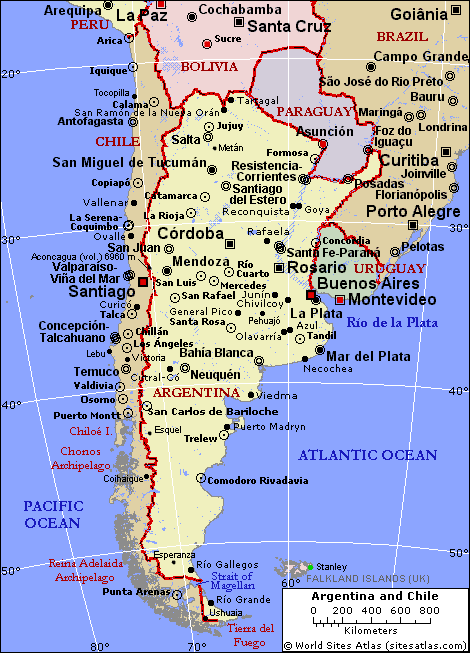 Arequipa
La Paz
Cochabamba
Goiânia
PERU
Santa Cruz
Arica
Sucre
BRAZIL
BOLIVIA
Campo Grande
20°
Iquique
20°
São José do Rio Prêto
Tocopilla
Calama
Tartagal
Bauru
San Ramón de la Nueva Orán
PARAGUAY
Maringá
Antofagasta
Jujuy
Londrina
Salta
Asunción
Foz do
Iguaçu
CHILE
Metán
Formosa
Curitiba
San Miguel de Tucumán
Resistencia-
Corrientes
Joinville
Copiapó
Santiago
del Estero
Posadas
Florianópolis
Catamarca
Vallenar
La Rioja
Reconquista
Goya
Porto Alegre
La Serena-
Coquimbo
Ovalle
Córdoba
Rafaela
Concordia
30°
San Juan
Santa Fe-Paraná
Pelotas
30°
Aconcagua (vol.) 6960 m
Mendoza
Río
Cuarto
Rosario
URUGUAY
Valparaíso-
Viña del Mar
San Luis
Mercedes
Buenos Aires
Santiago
San Rafael
Junín
Chivilcoy
Montevideo
Curicó
General Pico
La Plata
Talca
Pehuajó
Azul
Río de la Plata
Concepción-
Talcahuano
Chillán
Santa Rosa
Olavarría
Tandil
Los Ángeles
Lebu
Victoria
Bahía Blanca
Mar del Plata
Temuco
Cutral-Có
Neuquén
Necochea
Valdivia
ARGENTINA
40°
Osorno
Viedma
40°
Puerto Montt
San Carlos de Bariloche
Chiloé I.
Esquel
Puerto Madryn
Trelew
Chonos
Archipelago
ATLANTIC OCEAN
Coihaique
Comodoro Rivadavia
PACIFIC
OCEAN
50°
Esperanza
50°
Reina Adelaida
Archipelago
Río Gallegos
Stanley
Strait of
Magellan
60°
FALKLAND ISLANDS (UK)
Punta Arenas
Río Grande
Argentina and Chile
0 200 400 600 800
Ushuaia
Kilometers
Tierra del
Fuego
80°
70°
© World Sites Atlas (sitesatlas.com)